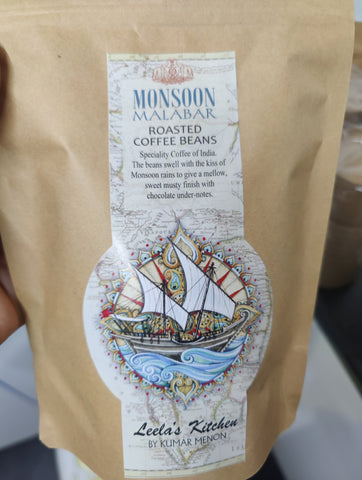 MONSOON
MALABAR
ROASTED
COFFEE BEANS
Speciality Coffee of India.
The beans swell with the kiss of
Monsoon rains to give a mellow,
sweet musty finish with
chocolate under-notes.
Leela's Kitchen
BY KUMAR MENON